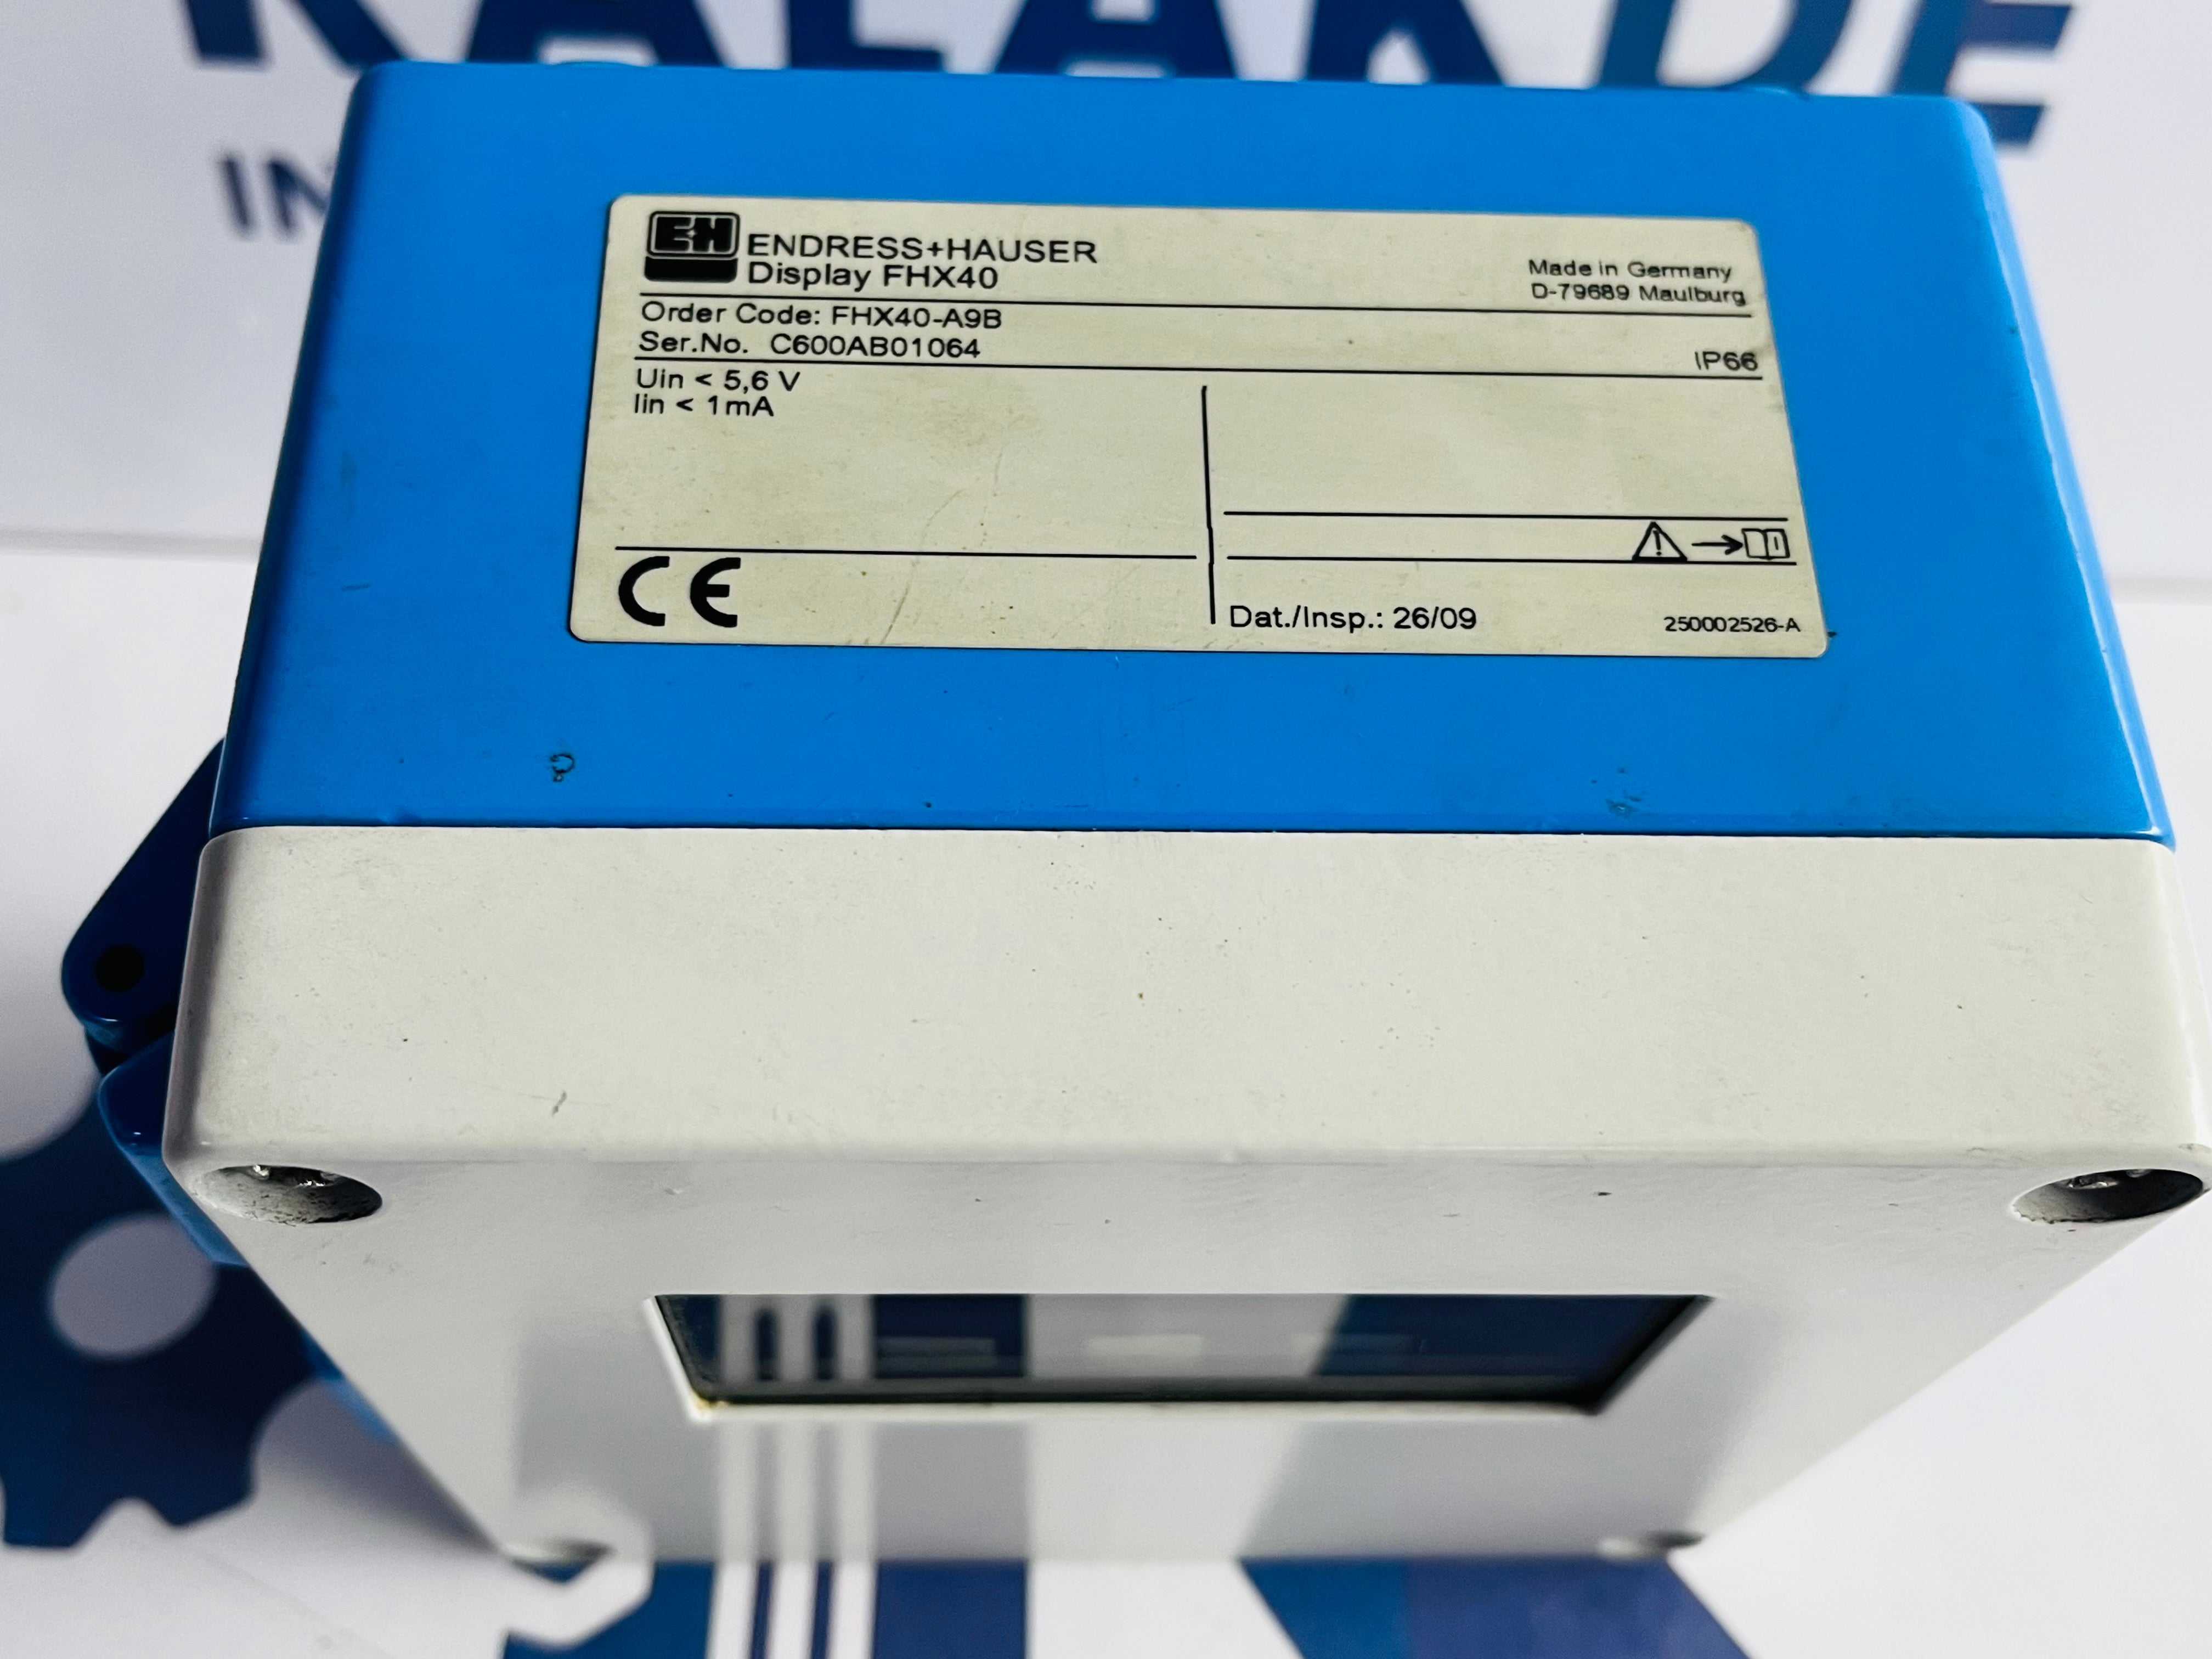 E+H
ENDRESS+HAUSER
Display FHX40
Made in Germany
D-79689 Maulburg
Order Code: FHX40-A9B
Ser.No. C600AB01064
IP66
Uin < 5,6 V
Iin < 1mA
CE
Dat./Insp.: 26/09
250002526-A